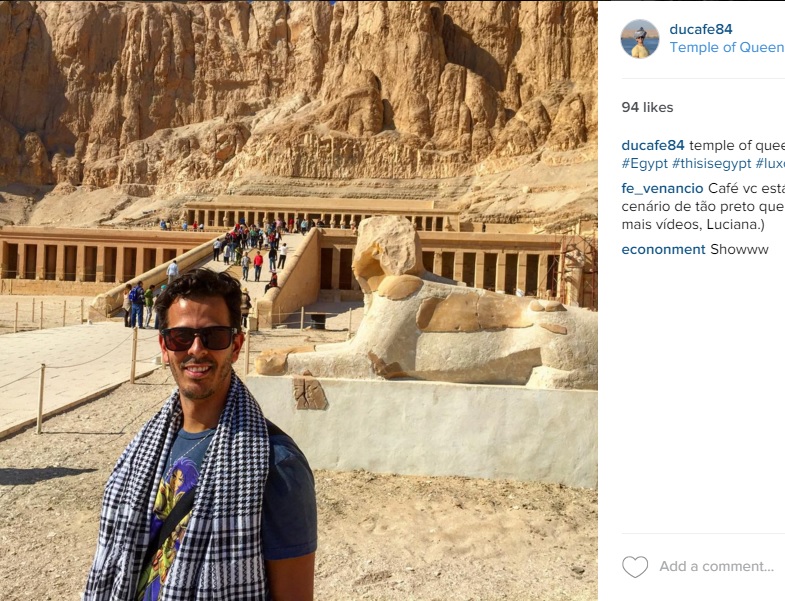 ducafe84
Temple of Queen
94 likes
ducafe84 temple of quee
#Egypt #thisisegypt #lux
fe_venancio Café vc está
cenário de tão preto que
mais vídeos, Luciana.)
econonment Showww
Add a comment...